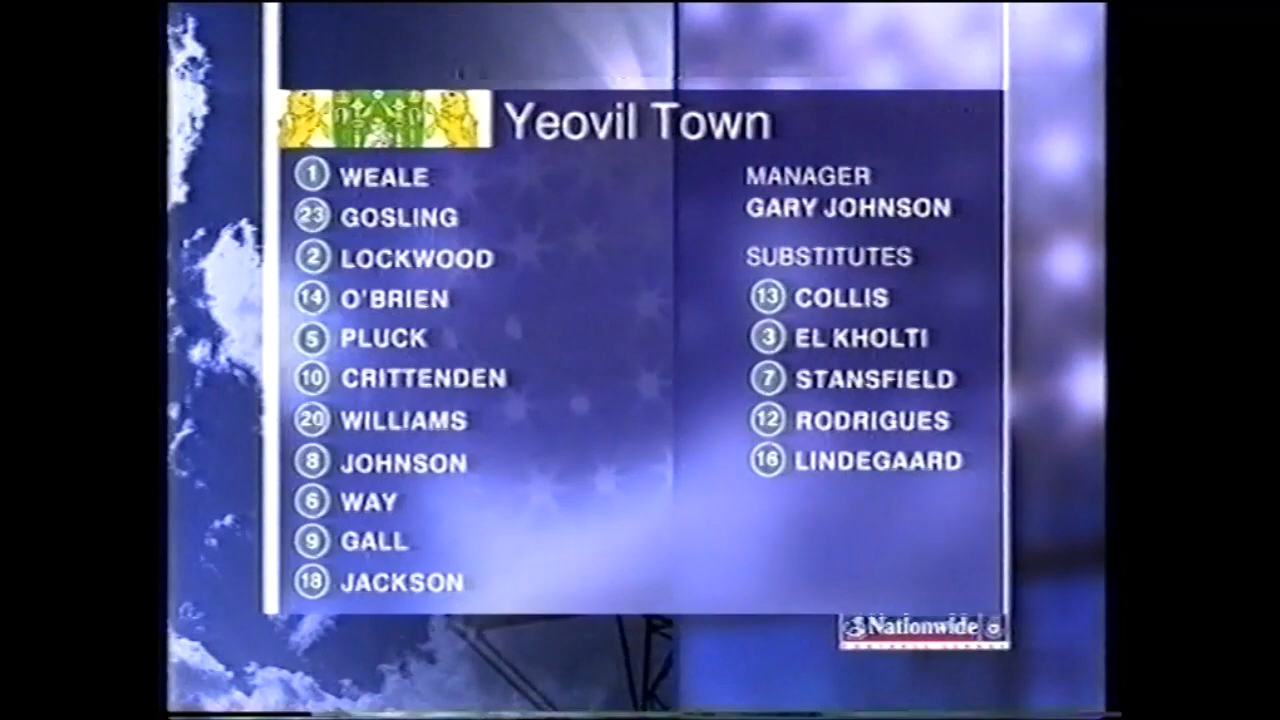 Yeovil Town
1 WEALE
23 GOSLING
2 LOCKWOOD
14 O'BRIEN
5 PLUCK
10 CRITTENDEN
20 WILLIAMS
8 JOHNSON
6 WAY
9 GALL
18 JACKSON
MANAGER
GARY JOHNSON
SUBSTITUTES
13 COLLIS
3 EL KHOLTI
7 STANSFIELD
12 RODRIGUES
16 LINDEGAARD
Nationwide